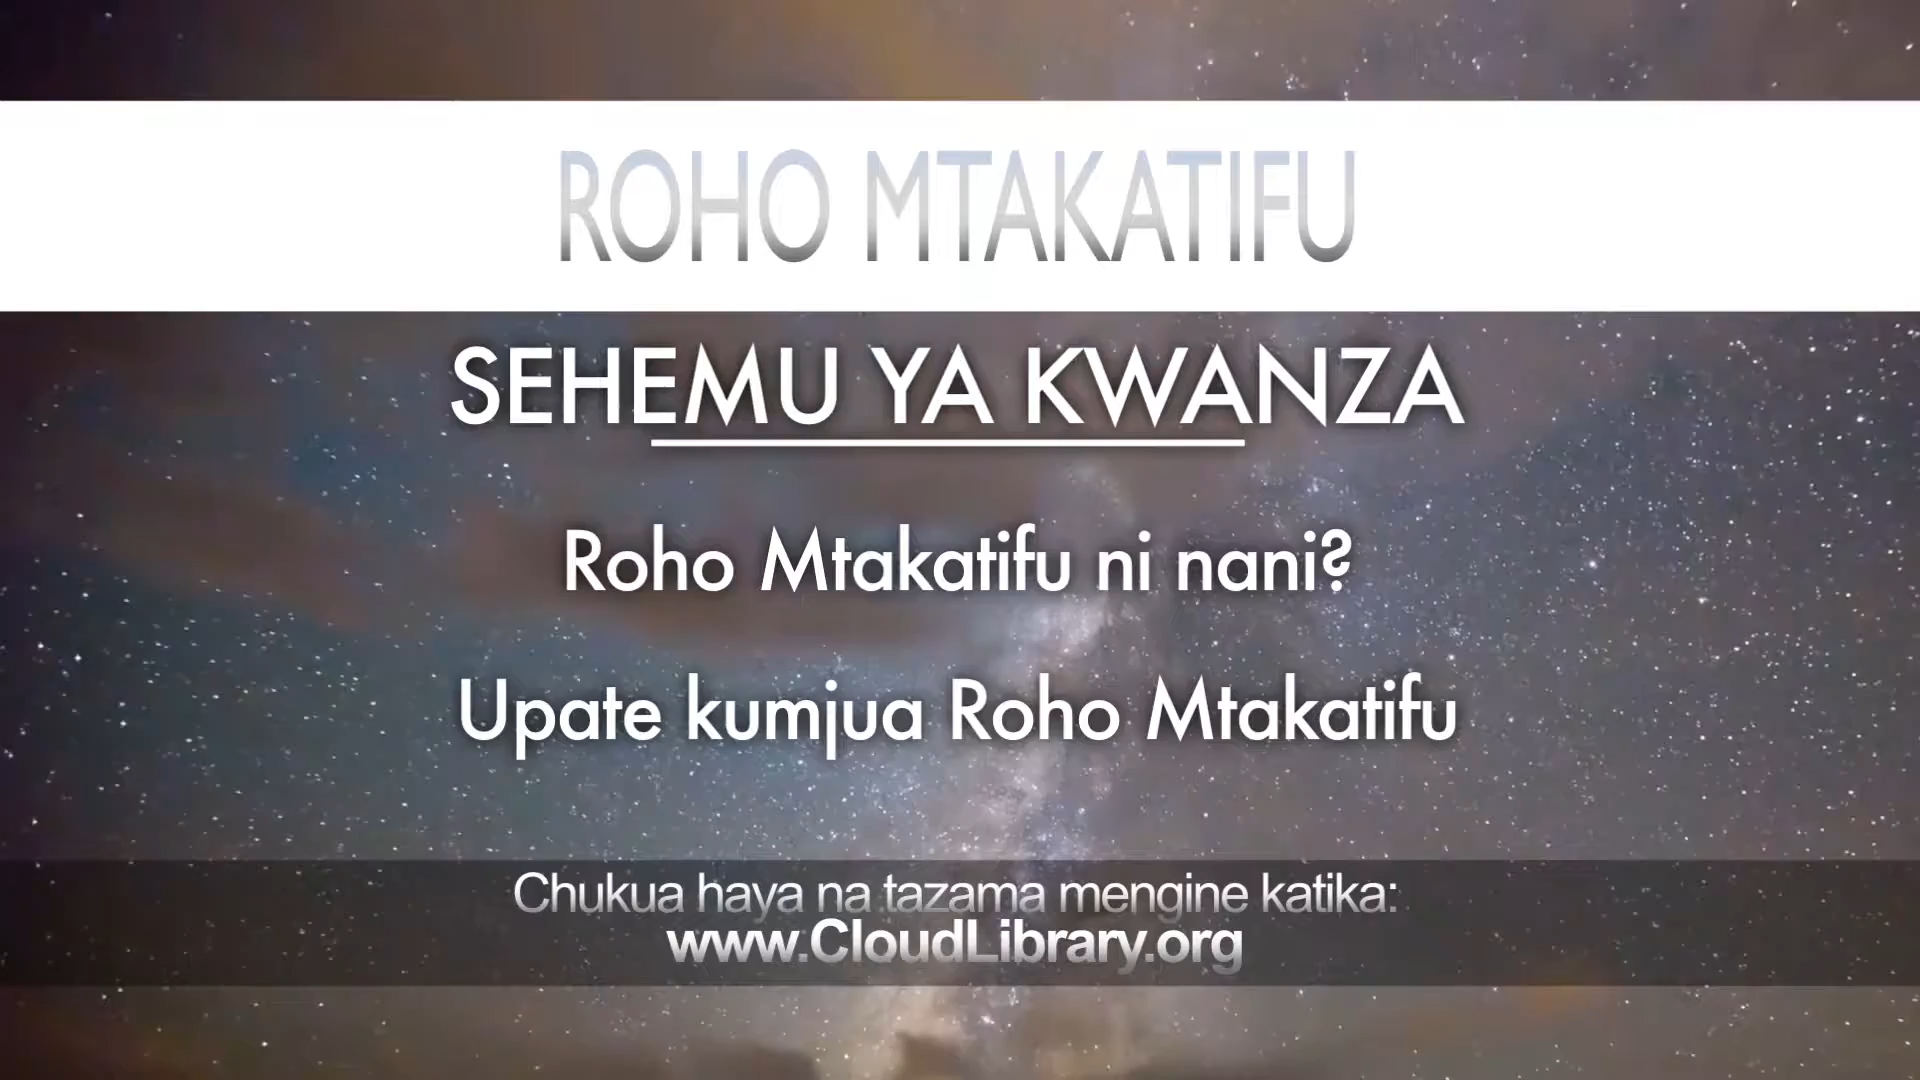 ROHO MTAKATIFU
SEHEMU YA KWANZA
Roho Mtakatifu ni nani?
Upate kumjua Roho Mtakatifu
Chukua haya na tazama mengine katika:
www.CloudLibrary.org